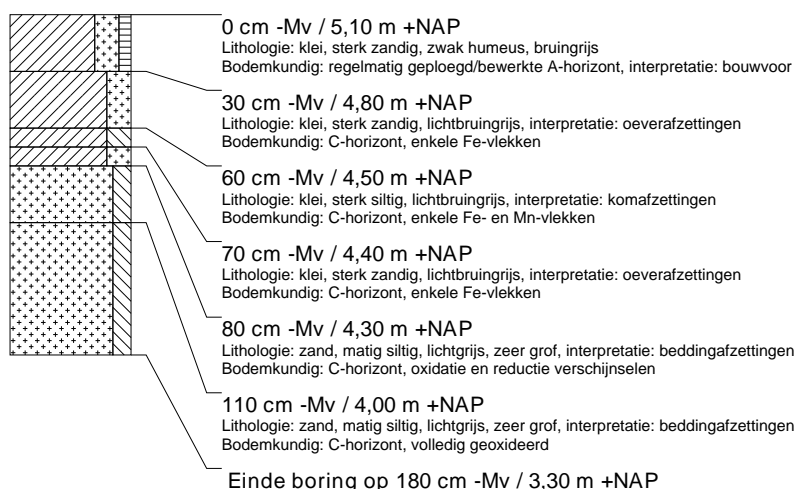 0 cm -Mv / 5,10 m +NAP
Lithologie: klei, sterk zandig, zwak humeus, bruingrijs
Bodemkundig: regelmatig geploegd/bewerkte A-horizont, interpretatie: bouwvoor
30 cm -Mv / 4,80 m +NAP
Lithologie: klei, sterk zandig, lichtbruingrijs, interpretatie: oeverafzettingen
Bodemkundig: C-horizont, enkele Fe-vlekken
60 cm -Mv / 4,50 m +NAP
Lithologie: klei, sterk siltig, lichtbruingrijs, interpretatie: komafzettingen
Bodemkundig: C-horizont, enkele Fe- en Mn-vlekken
70 cm -Mv / 4,40 m +NAP
Lithologie: klei, sterk zandig, lichtbruingrijs, interpretatie: oeverafzettingen
Bodemkundig: C-horizont, enkele Fe-vlekken
80 cm -Mv / 4,30 m +NAP
Lithologie: zand, matig siltig, lichtgrijs, zeer grof, interpretatie: beddingafzettingen
Bodemkundig: C-horizont, oxidatie en reductie verschijnselen
110 cm -Mv / 4,00 m +NAP
Lithologie: zand, matig siltig, lichtgrijs, zeer grof, interpretatie: beddingafzettingen
Bodemkundig: C-horizont, volledig geoxideerd
Einde boring op 180 cm -Mv / 3,30 m +NAP